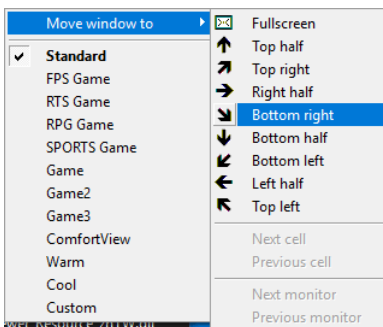 Move window to
Standard
FPS Game
RTS Game
RPG Game
SPORTS Game
Game
Game2
Game3
ComfortView
Warm
Cool
Custom
Fullscreen
Top half
Top right
Right half
Bottom right
Bottom half
Bottom left
Left half
Top left
Next cell
Previous cell
Next monitor
Previous monitor